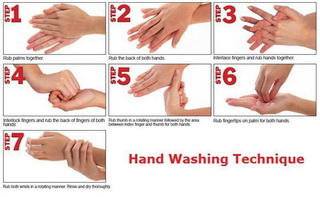 STEP 1
Rub palms together.
STEP 2
Rub the back of both hands.
STEP 3
Interlace fingers and rub hands together.
STEP 4
Interlock fingers and rub the back of fingers of both
hands
STEP 5
Rub thumb in a rotating manner followed by the area
between index finger and thumb for both hands.
STEP 6
Rub fingertips on palm for both hands.
STEP 7
Rub both wrists in a rotating manner. Rinse and dry thoroughly.
Hand Washing Technique